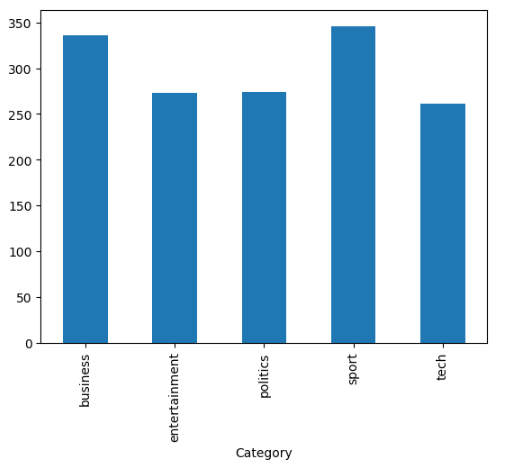 350
300
250
200
150
100
50
0
business
entertainment
politics
sport
tech
Category